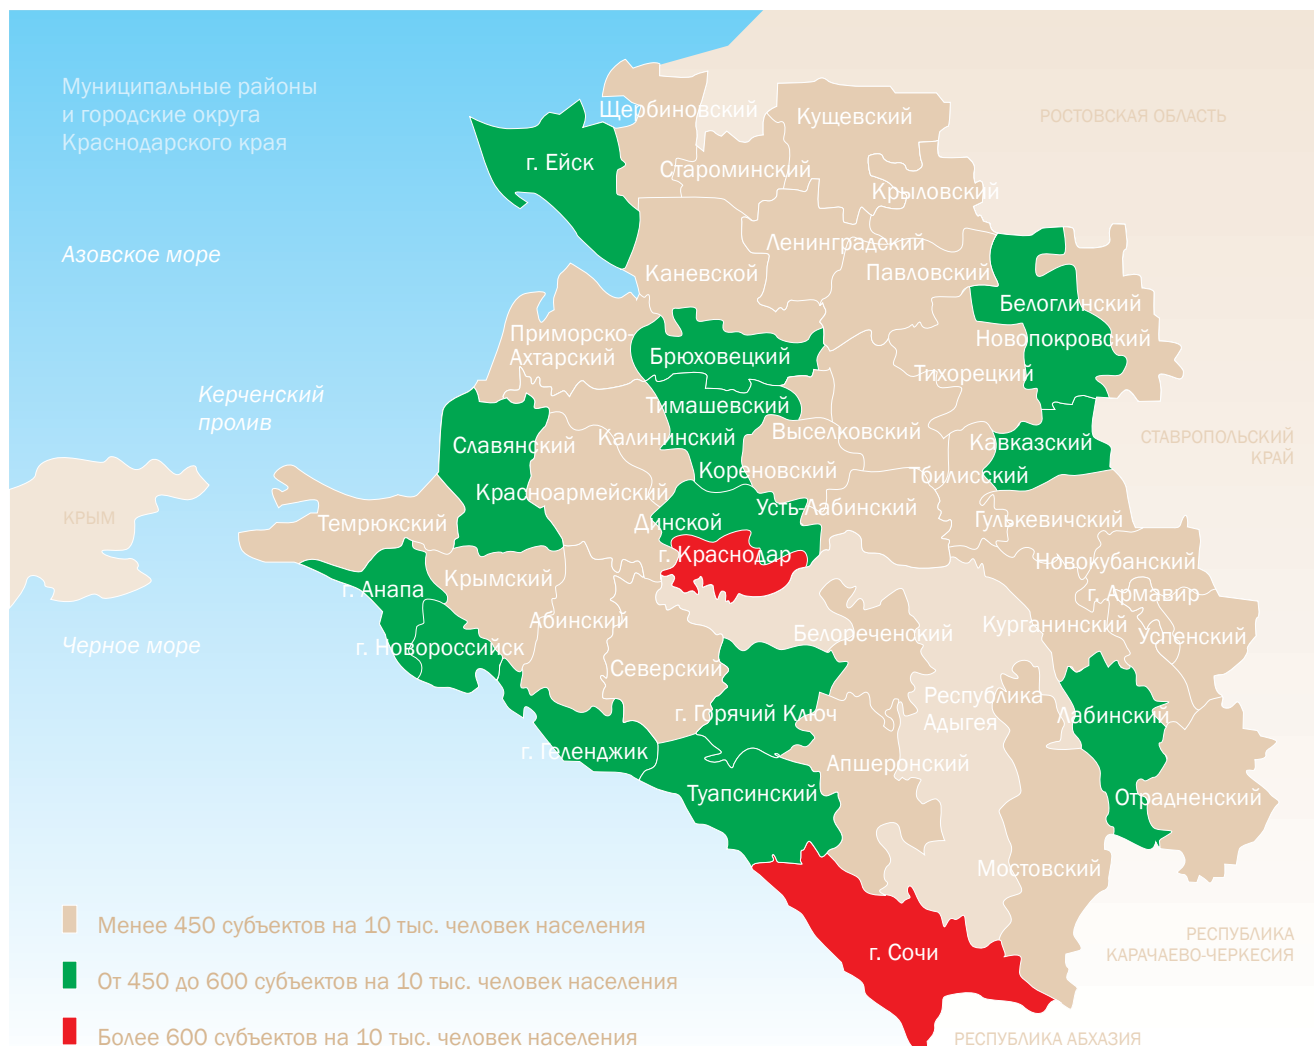 Муниципальные районы
и городские округа
Краснодарского края
РОСТОВСКАЯ ОБЛАСТЬ
Щербиновский
Кущевский
г. Ейск
Староминский
Крыловский
Азовское море
Ленинградский
Каневской
Павловский
Белоглинский
Приморско-
Ахтарский
Брюховецкий
Новопокровский
Тихорецкий
Керченский
пролив
Тимашевский
Славянский
Калининский
Выселковский
Кавказский
СТАВРОПОЛЬСКИЙ
КРАЙ
Кореновский
Тбилисский
Красноармейский
КРЫМ
Темрюкский
Динской
Усть-Лабинский
Гулькевичский
г. Краснодар
Новокубанский
Крымский
г. Анапа
г. Армавир
Абинский
Белореченский
Курганинский
Успенский
Черное море
г. Новороссийск
Северский
Республика
Адыгея
г. Горячий Ключ
Лабинский
г. Геленджик
Апшеронский
Туапсинский
Отрадненский
Мостовский
г. Сочи
РЕСПУБЛИКА
КАРАЧАЕВО-ЧЕРКЕСИЯ
РЕСПУБЛИКА АБХАЗИЯ
Менее 450 субъектов на 10 тыс. человек населения
От 450 до 600 субъектов на 10 тыс. человек населения
Более 600 субъектов на 10 тыс. человек населения